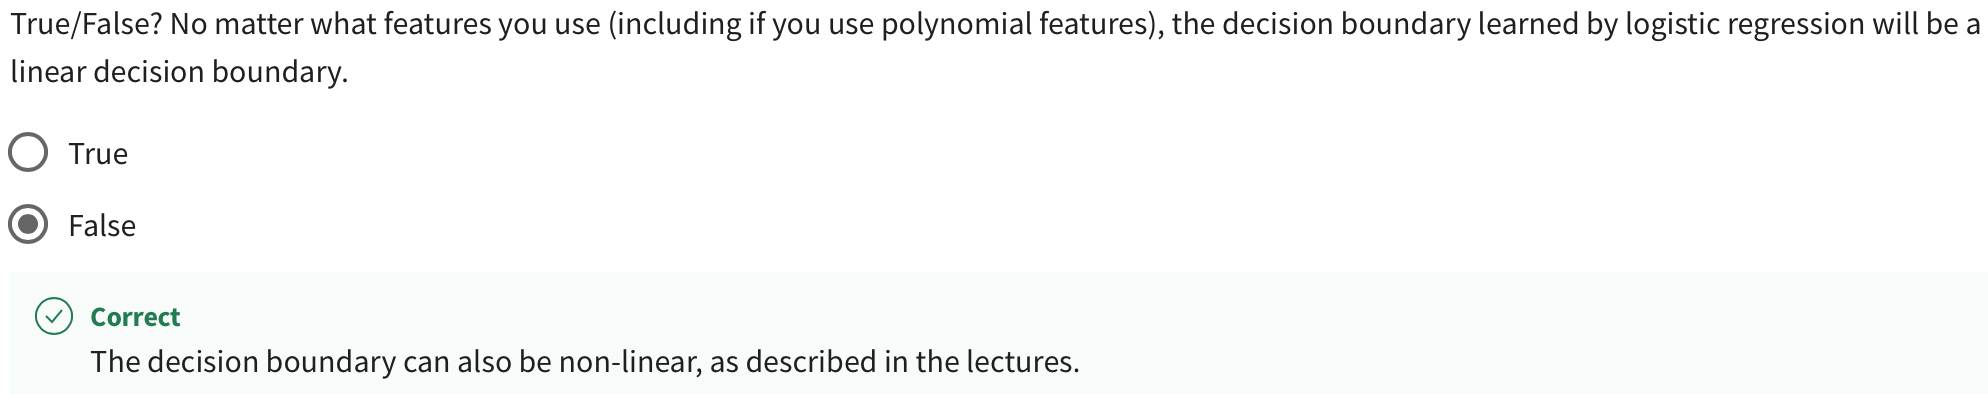 True/False? No matter what features you use (including if you use polynomial features), the decision boundary learned by logistic regression will be a
linear decision boundary.
True
False
Correct
The decision boundary can also be non-linear, as described in the lectures.